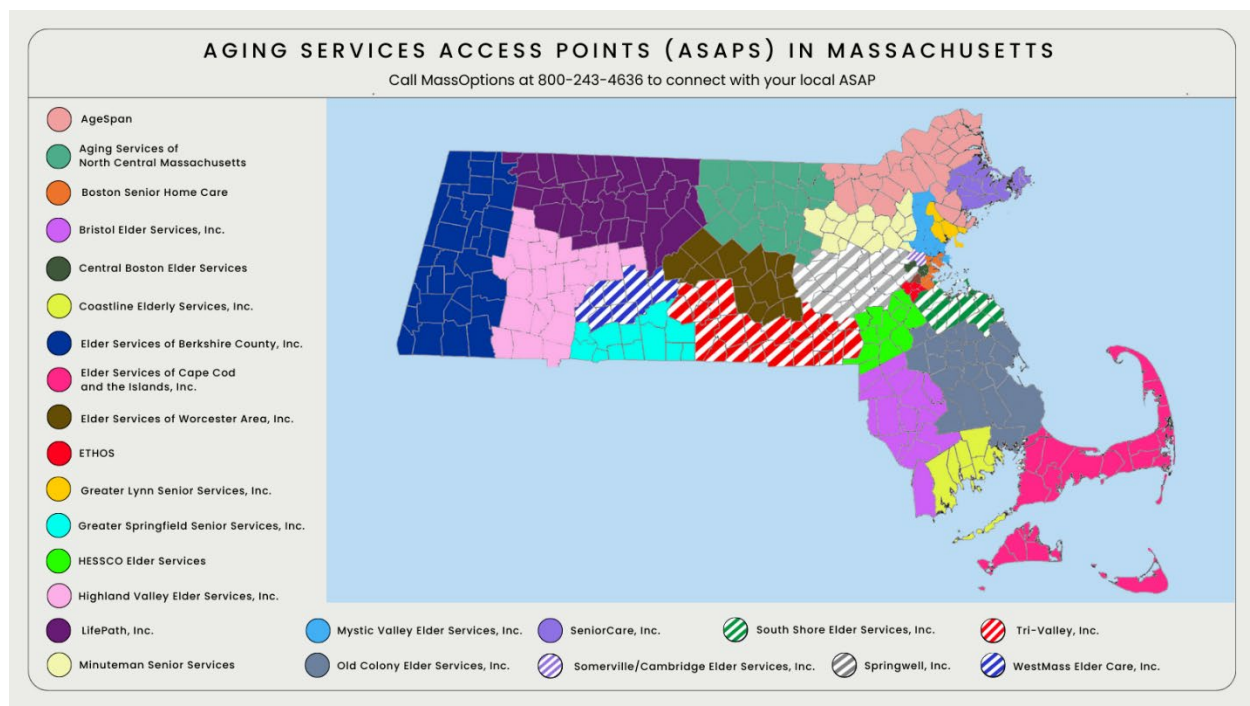 AGING SERVICES ACCESS POINTS (ASAPS) IN MASSACHUSETTS
Call MassOptions at 800-243-4636 to connect with your local ASAP
AgeSpan
Aging Services of
North Central Massachusetts
Boston Senior Home Care
Bristol Elder Services, Inc.
Central Boston Elder Services
Coastline Elderly Services, Inc.
Elder Services of Berkshire County, Inc.
Elder Services of Cape Cod
and the Islands, Inc.
Elder Services of Worcester Area, Inc.
ETHOS
Greater Lynn Senior Services, Inc.
Greater Springfield Senior Services, Inc.
HESSCO Elder Services
Highland Valley Elder Services, Inc.
LifePath, Inc.
Minuteman Senior Services
Mystic Valley Elder Services, Inc.
Old Colony Elder Services, Inc.
SeniorCare, Inc.
Somerville/Cambridge Elder Services, Inc.
South Shore Elder Services, Inc.
Springwell, Inc.
Tri-Valley, Inc.
WestMass Elder Care, Inc.